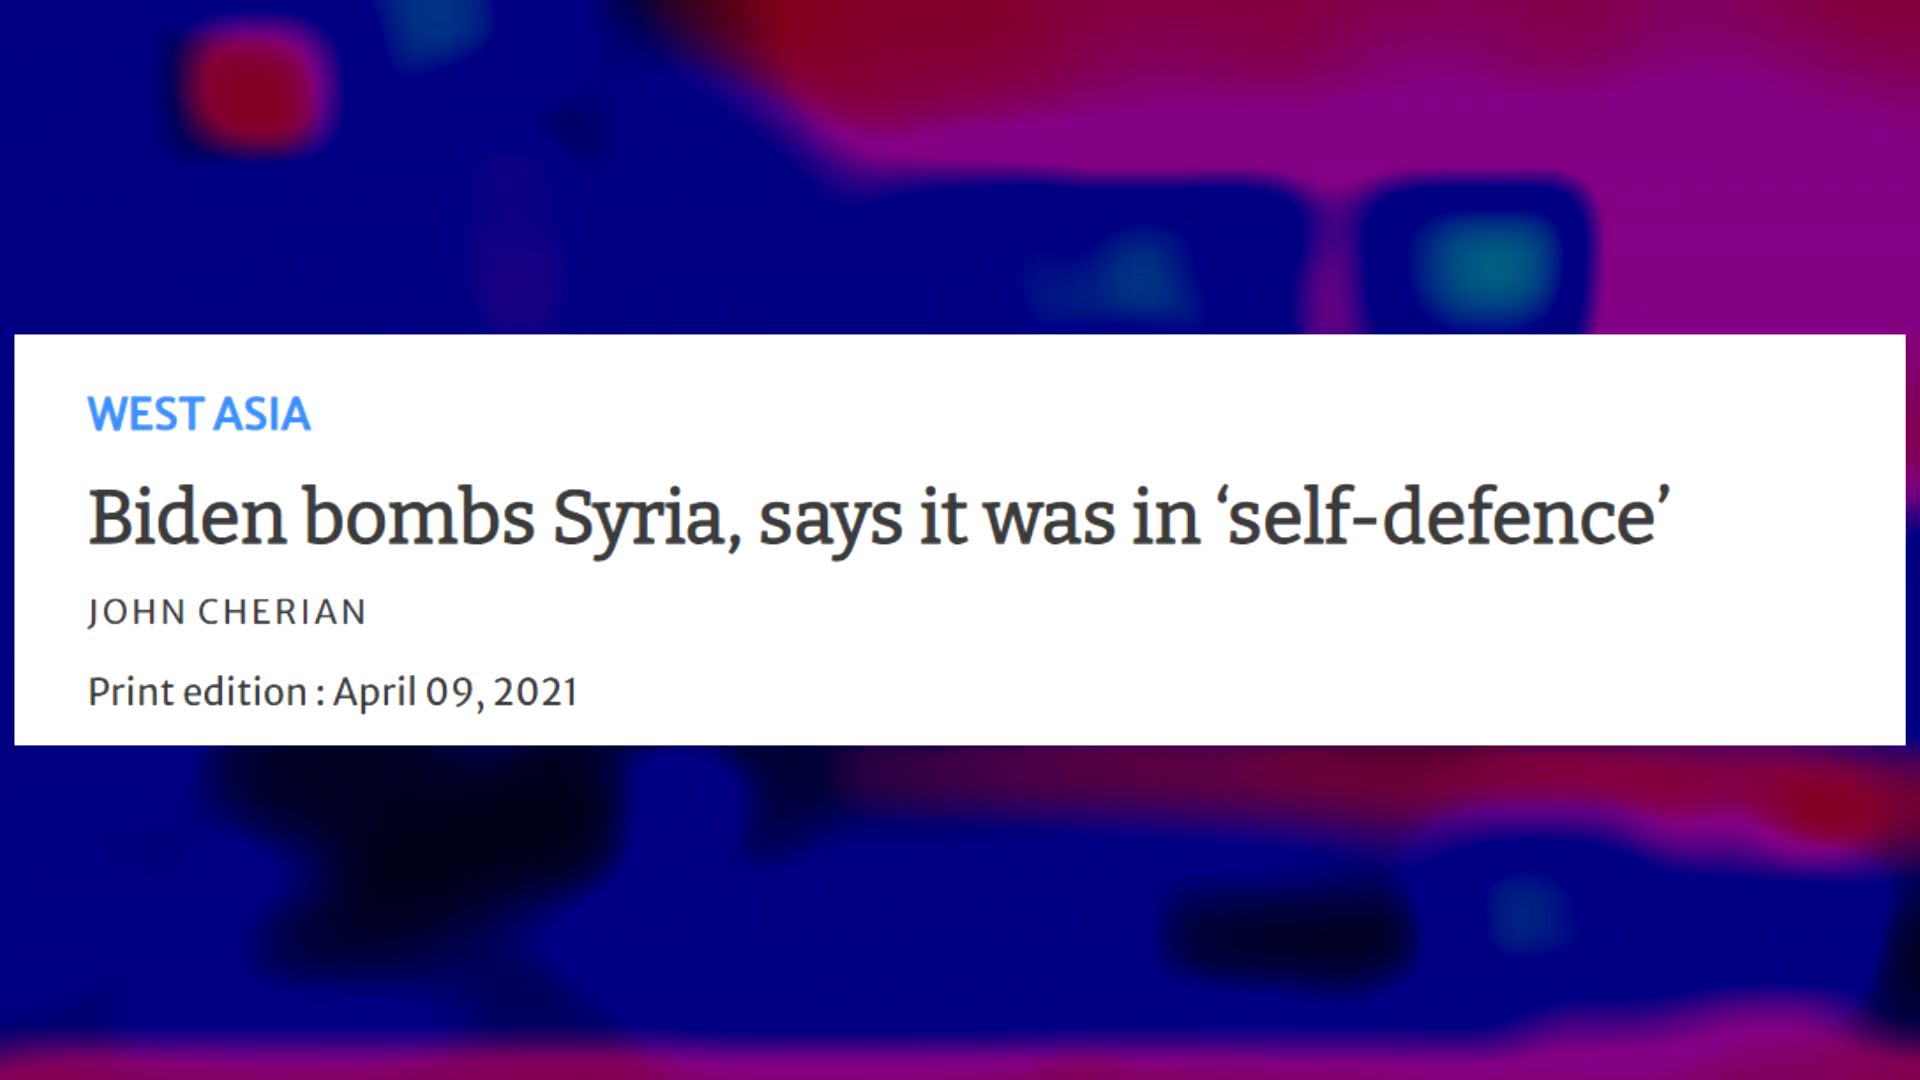 WEST ASIA
Biden bombs Syria, says it was in ‘self-defence’
JOHN CHERIAN
Print edition : April 09, 2021